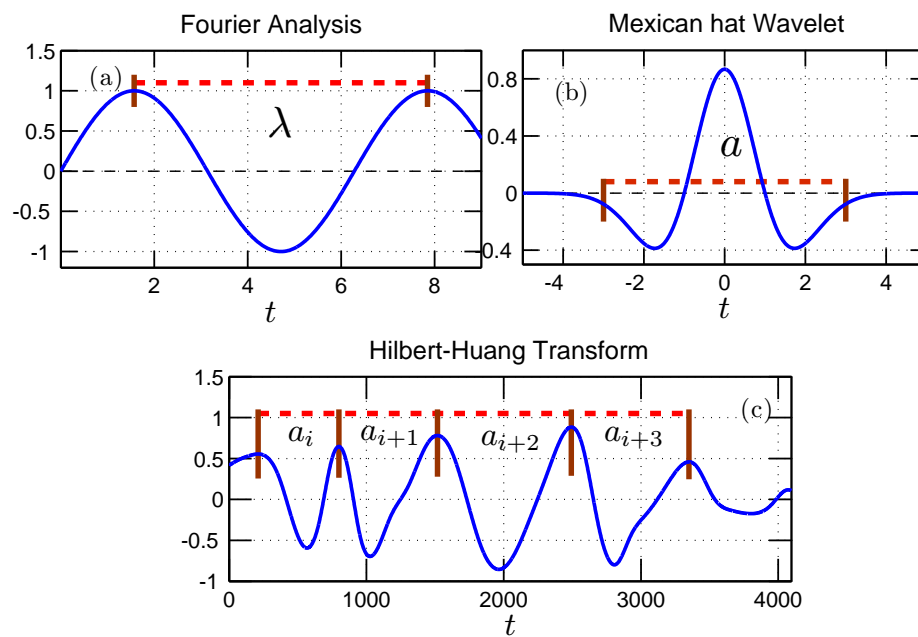 Fourier Analysis
1.5
1
0.5
0
-0.5
-1
(a)
λ
2
4
6
8
t
Mexican hat Wavelet
0.8
0.4
0
0.4
(b)
a
-4
-2
0
2
4
t
Hilbert-Huang Transform
1.5
1
0.5
0
-0.5
-1
(c)
a_i
a_{i+1}
a_{i+2}
a_{i+3}
0
1000
2000
3000
4000
t